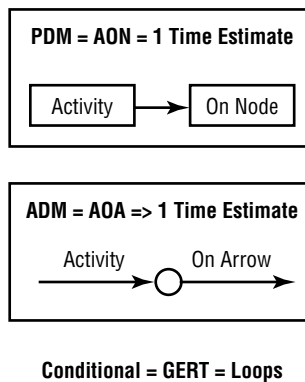 PDM = AON = 1 Time Estimate
Activity On Node
ADM = AOA => 1 Time Estimate
Activity On Arrow
Conditional = GERT = Loops